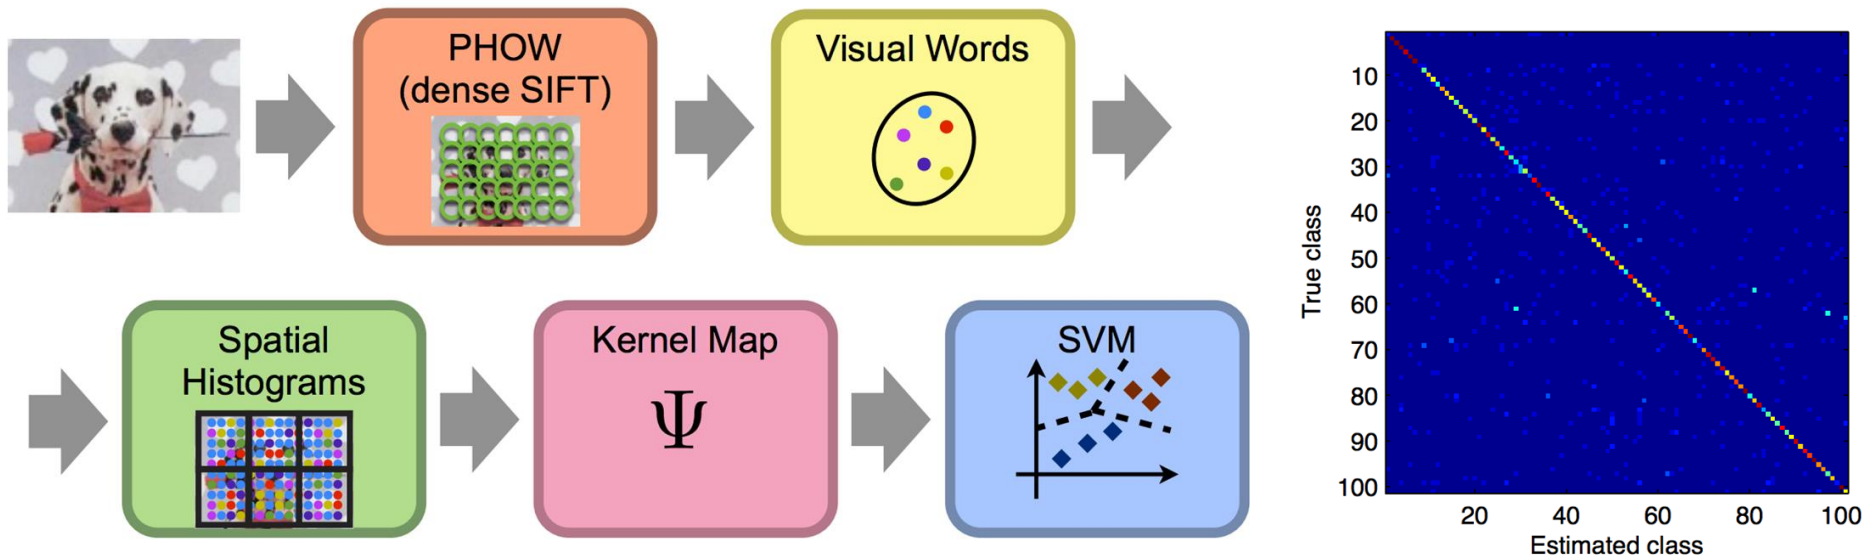 PHOW
(dense SIFT)
Visual Words
Spatial
Histograms
Kernel Map
Ψ
SVM
True class
10
20
30
40
50
60
70
80
90
100
20
40
60
80
100
Estimated class